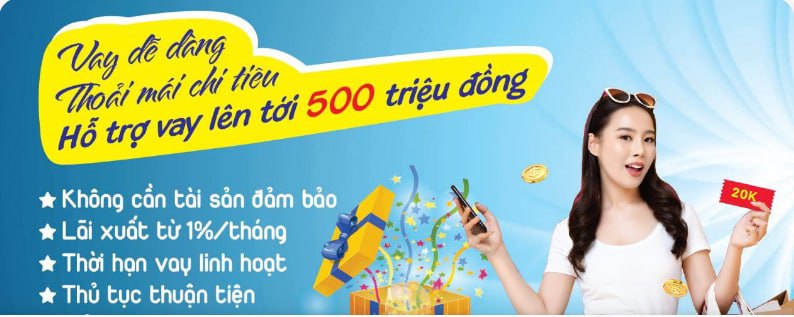 Vay dễ dàng
Thoải mái chi tiêu
Hỗ trợ vay lên tới 500 triệu đồng
Không cần tài sản đảm bảo
Lãi xuất từ 1%/tháng
Thời hạn vay linh hoạt
Thủ tục thuận tiện
20K